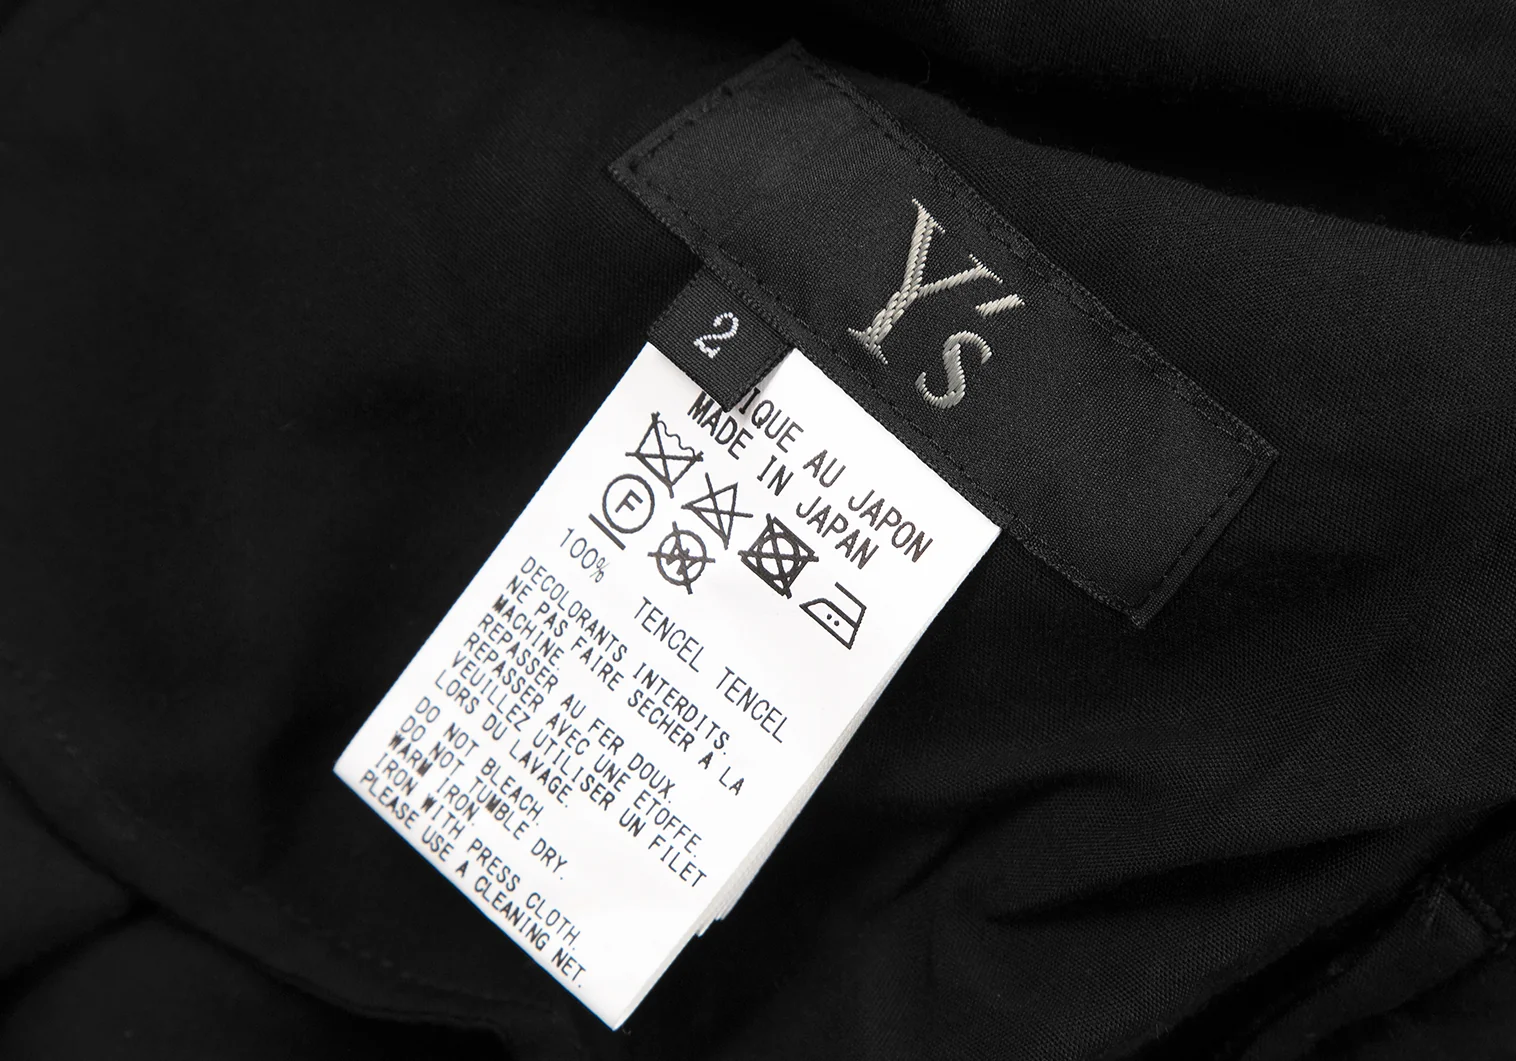 Y's
2
IQUE AU JAPON
MADE IN JAPAN
F
W
100% TENCEL TENCEL
DECOLORANTS INTERDITS.
NE PAS FAIRE SECHER A LA
MACHINE.
REPASSER AU FER DOUX.
REPASSER AVEC UNE ETOFFE.
VEUILLEZ UTILISER UN FILET
LORS DU LAVAGE.
DO NOT BLEACH.
DO NOT TUMBLE DRY.
WARM IRON.
IRON WITH PRESS CLOTH.
PLEASE USE A CLEANING NET.